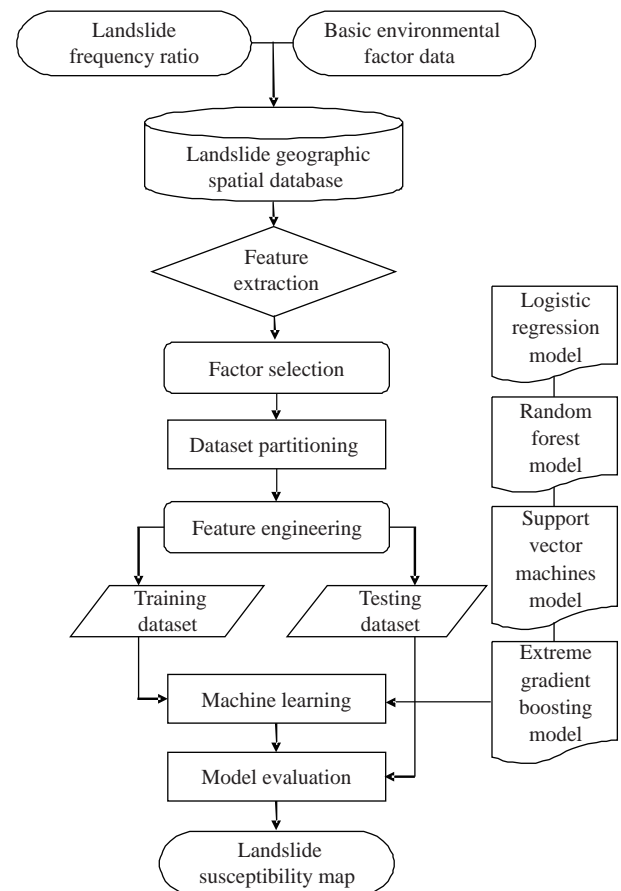 Landslide
frequency ratio
Basic environmental
factor data
Landslide geographic
spatial database
Feature
extraction
Factor selection
Dataset partitioning
Feature engineering
Training
dataset
Testing
dataset
Machine learning
Model evaluation
Landslide
susceptibility map
Logistic
regression
model
Random
forest
model
Support
vector
machines
model
Extreme
gradient
boosting
model